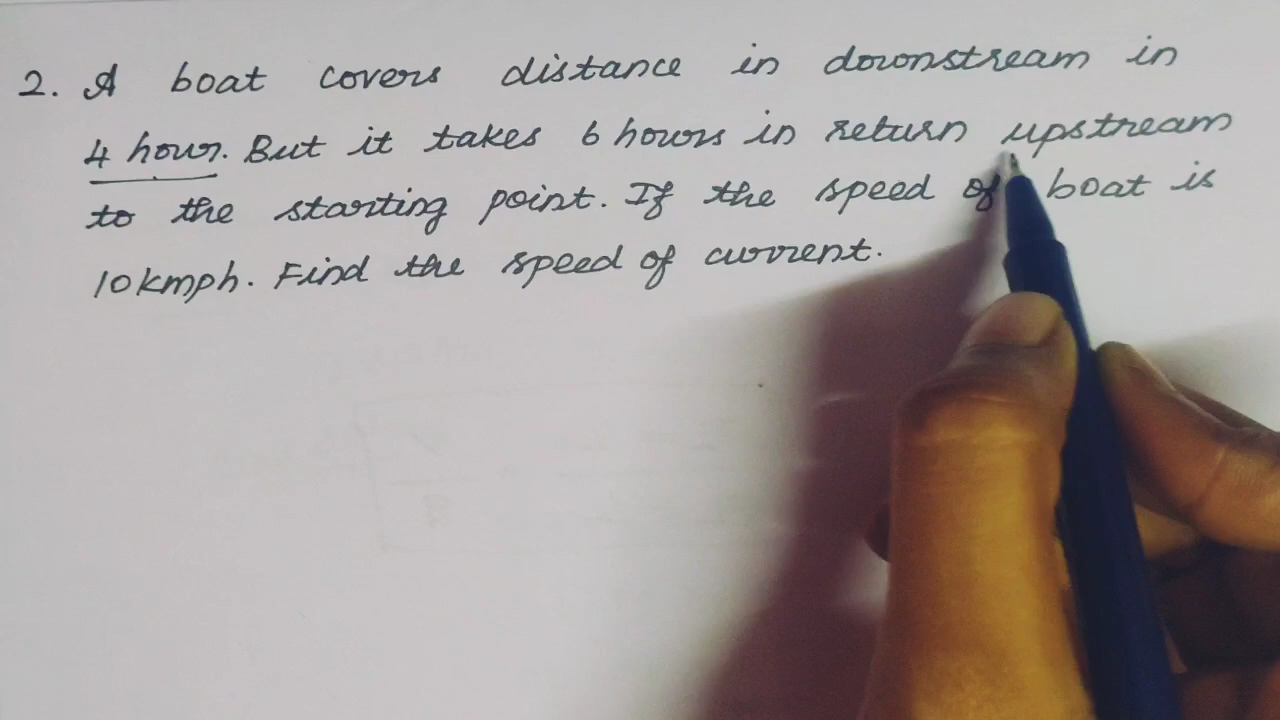 2. A boat covers distance in downstream in
4 hour. But it takes 6 hours in return upstream
to the starting point. If the speed of boat is
10kmph. Find the speed of current.